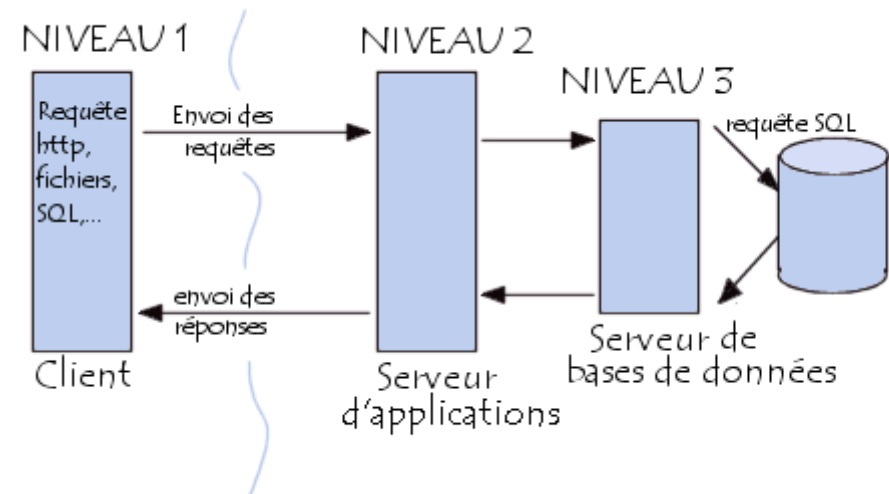 NIVEAU 1
Requête
http,
fichiers,
SQL,...
Client
Envoi des
requêtes
envoi des
réponses
NIVEAU 2
Serveur
d'applications
NIVEAU 3
Serveur de
bases de données
requête SQL